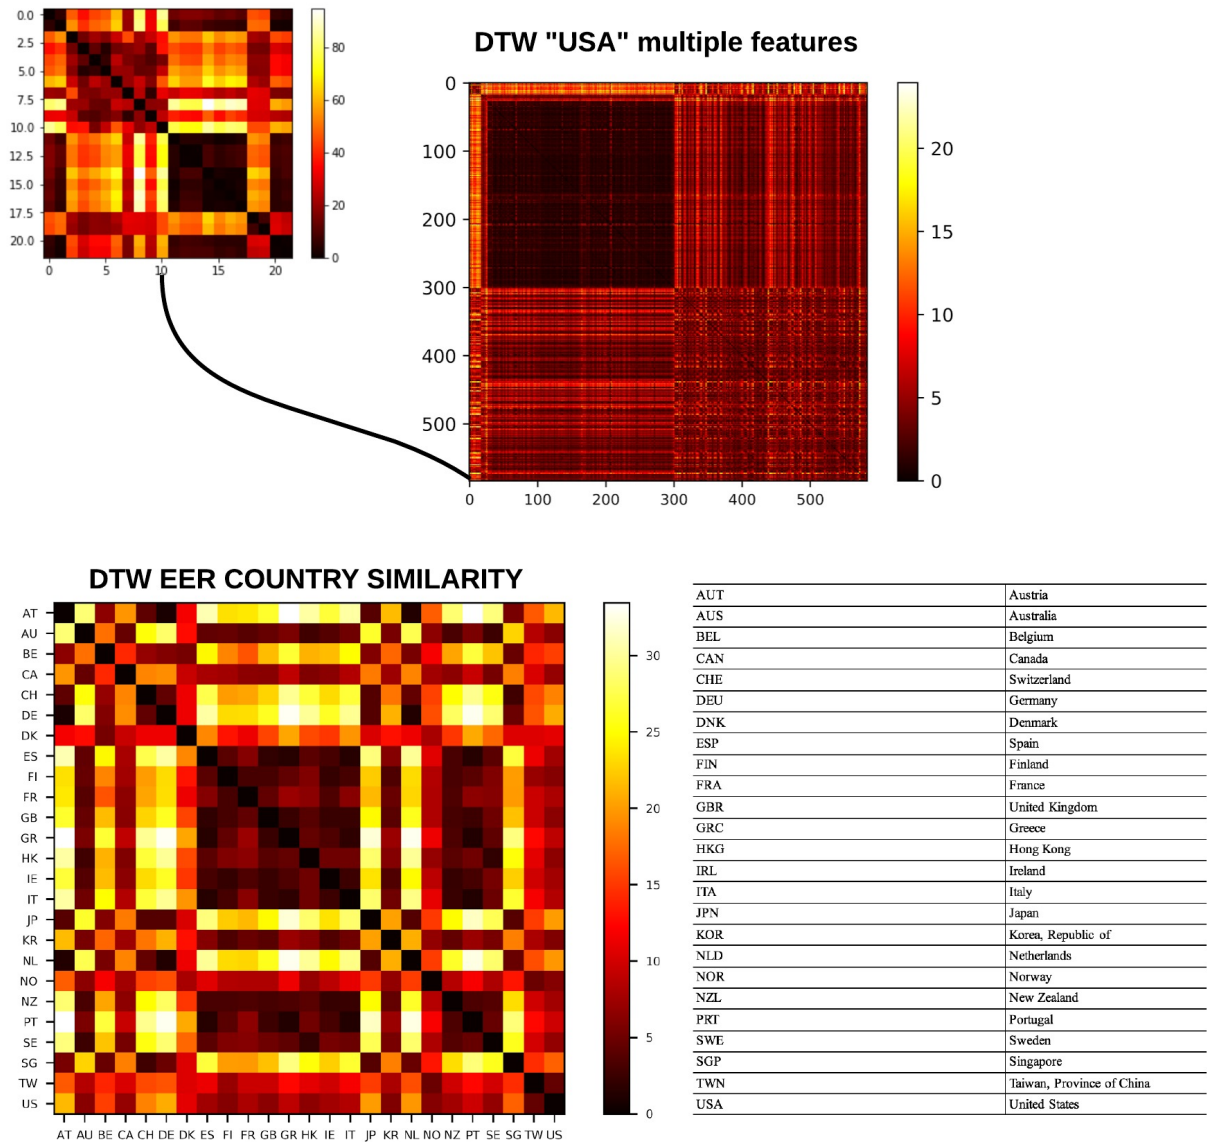 0.0
2.5
5.0
7.5
10.0
12.5
15.0
17.5
20.0
0 5 10 15 20
80
60
40
20
0
DTW "USA" multiple features
0
100
200
300
400
500
0 100 200 300 400 500
20
15
10
5
0
DTW EER COUNTRY SIMILARITY
AT
AU
BE
CA
CH
DE
DK
ES
FI
FR
GB
GR
HK
IE
IT
JP
KR
NL
NO
NZ
PT
SE
SG
TW
US
AT AU BE CA CH DE DK ES FI FR GB GR HK IE IT JP KR NL NO NZ PT SE SG TW US
30
25
20
15
10
5
0
AUT Austria
AUS Australia
BEL Belgium
CAN Canada
CHE Switzerland
DEU Germany
DNK Denmark
ESP Spain
FIN Finland
FRA France
GBR United Kingdom
GRC Greece
HKG Hong Kong
IRL Ireland
ITA Italy
JPN Japan
KOR Korea, Republic of
NLD Netherlands
NOR Norway
NZL New Zealand
PRT Portugal
SWE Sweden
SGP Singapore
TWN Taiwan, Province of China
USA United States